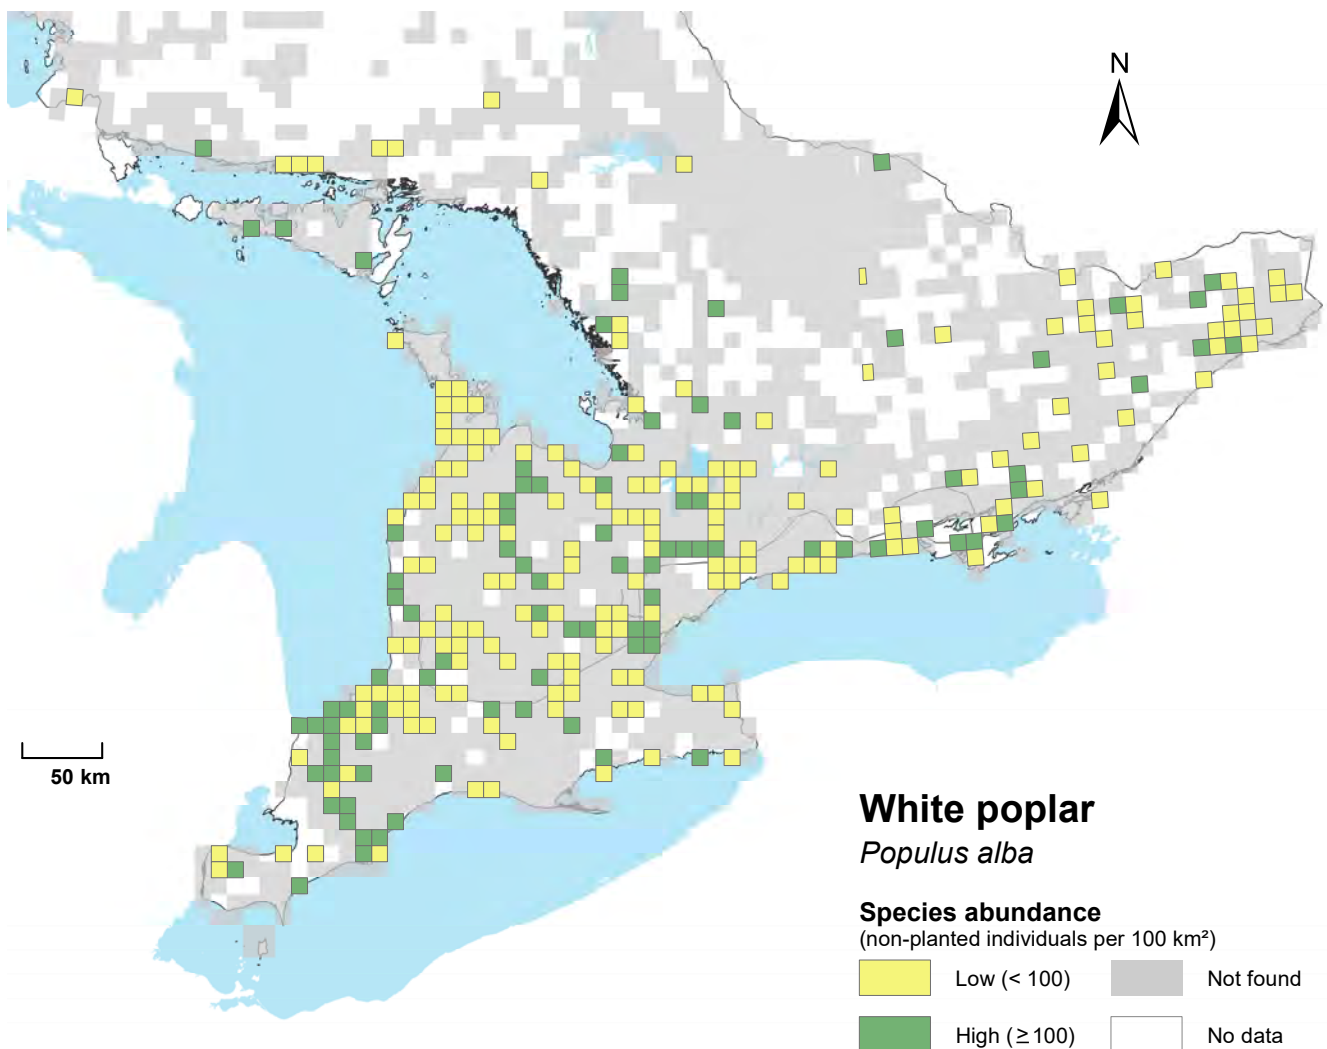 N
50 km
White poplar
Populus alba
Species abundance
(non-planted individuals per 100 km²)
Low (< 100)
Not found
High (≥100)
No data